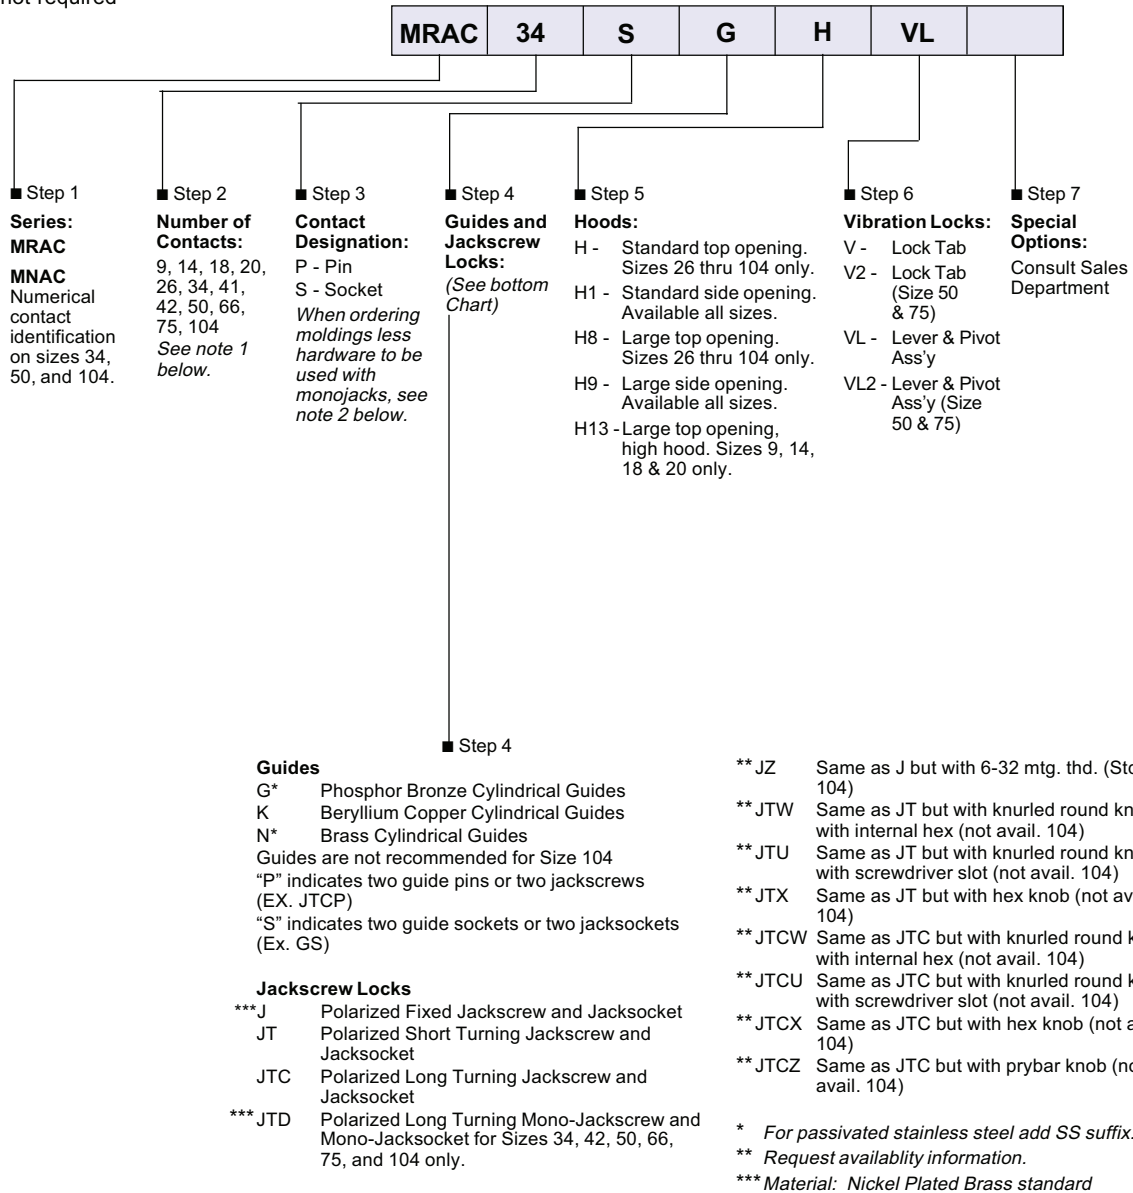 not required
MRAC 34 S G H VL
■ Step 1
Series:
MRAC
MNAC
Numerical
contact
identification
on sizes 34,
50, and 104.
■ Step 2
Number of
Contacts:
9, 14, 18, 20,
26, 34, 41,
42, 50, 66,
75, 104
See note 1
below.
■ Step 3
Contact
Designation:
P - Pin
S - Socket
When ordering
moldings less
hardware to be
used with
monojacks, see
note 2 below.
■ Step 4
Guides and
Jackscrew
Locks:
(See bottom
Chart)
■ Step 5
Hoods:
H - Standard top opening.
Sizes 26 thru 104 only.
H1 - Standard side opening.
Available all sizes.
H8 - Large top opening.
Sizes 26 thru 104 only.
H9 - Large side opening.
Available all sizes.
H13 - Large top opening,
high hood. Sizes 9, 14,
18 & 20 only.
■ Step 6
Vibration Locks:
V - Lock Tab
V2 - Lock Tab
(Size 50
& 75)
VL - Lever & Pivot
Ass'y
VL2 - Lever & Pivot
Ass'y (Size
50 & 75)
■ Step 7
Special
Options:
Consult Sales
Department
■ Step 4
Guides
G* Phosphor Bronze Cylindrical Guides
K Beryllium Copper Cylindrical Guides
N* Brass Cylindrical Guides
Guides are not recommended for Size 104
“P” indicates two guide pins or two jackscrews
(EX. JTCP)
“S” indicates two guide sockets or two jacksockets
(Ex. GS)
Jackscrew Locks
***J Polarized Fixed Jackscrew and Jacksocket
JT Polarized Short Turning Jackscrew and
Jacksocket
JTC Polarized Long Turning Jackscrew and
Jacksocket
***JTD Polarized Long Turning Mono-Jackscrew and
Mono-Jacksocket for Sizes 34, 42, 50, 66,
75, and 104 only.
**JZ Same as J but with 6-32 mtg. thd.
104)
**JTW Same as JT but with knurled round
with internal hex (not avail. 104)
**JTU Same as JT but with knurled round
with screwdriver slot (not avail. 104)
**JTX Same as JT but with hex knob (not
104)
**JTCW Same as JTC but with knurled round
with internal hex (not avail. 104)
**JTCU Same as JTC but with knurled round
with screwdriver slot (not avail. 104)
**JTCX Same as JTC but with hex knob (not
104)
**JTCZ Same as JTC but with prybar knob
avail. 104)
* For passivated stainless steel add SS suffix.
** Request availablity information.
*** Material: Nickel Plated Brass standard